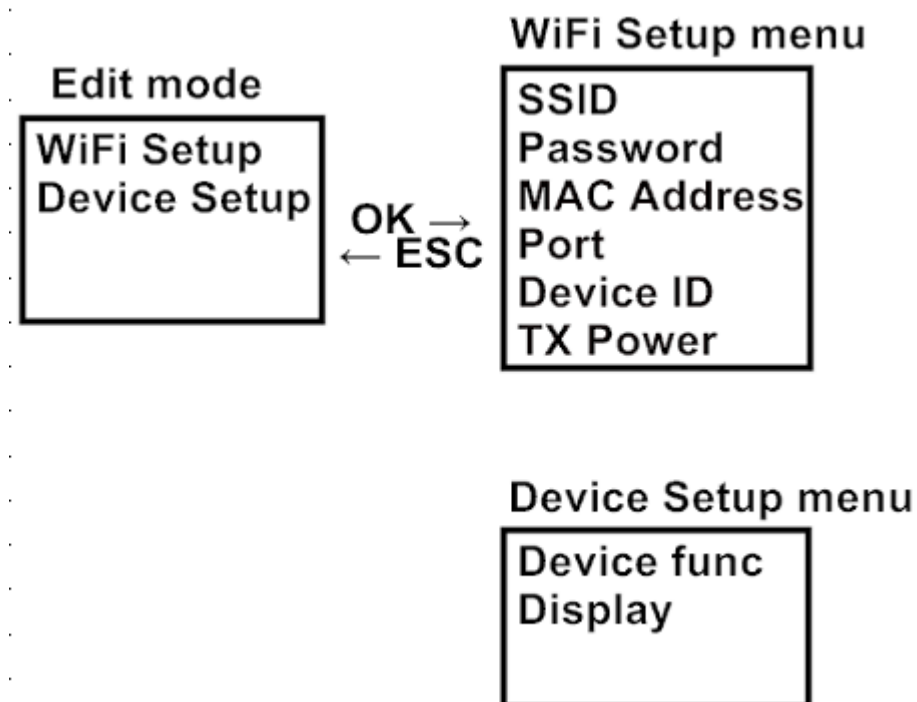 Edit mode
WiFi Setup
Device Setup
OK →
← ESC
WiFi Setup menu
SSID
Password
MAC Address
Port
Device ID
TX Power
Device Setup menu
Device func
Display